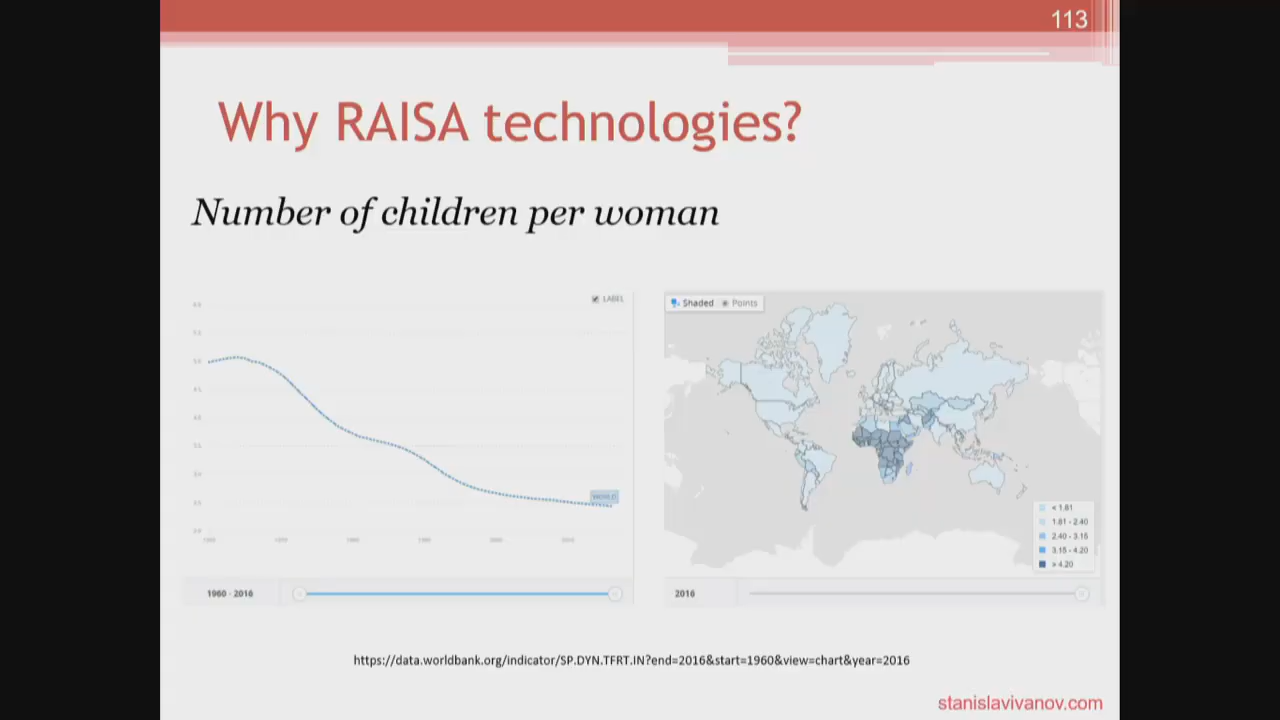 113
Why RAISA technologies?
Number of children per woman
LABEL
WORLD
1960 - 2016
Shaded Points
< 1.81
1.81 - 2.40
2.40 - 3.15
3.15 - 4.20
> 4.20
2016
https://data.worldbank.org/indicator/SP.DYN.TFRT.IN?end=2016&start=1960&view=chart&year=2016
stanislavivanov.com